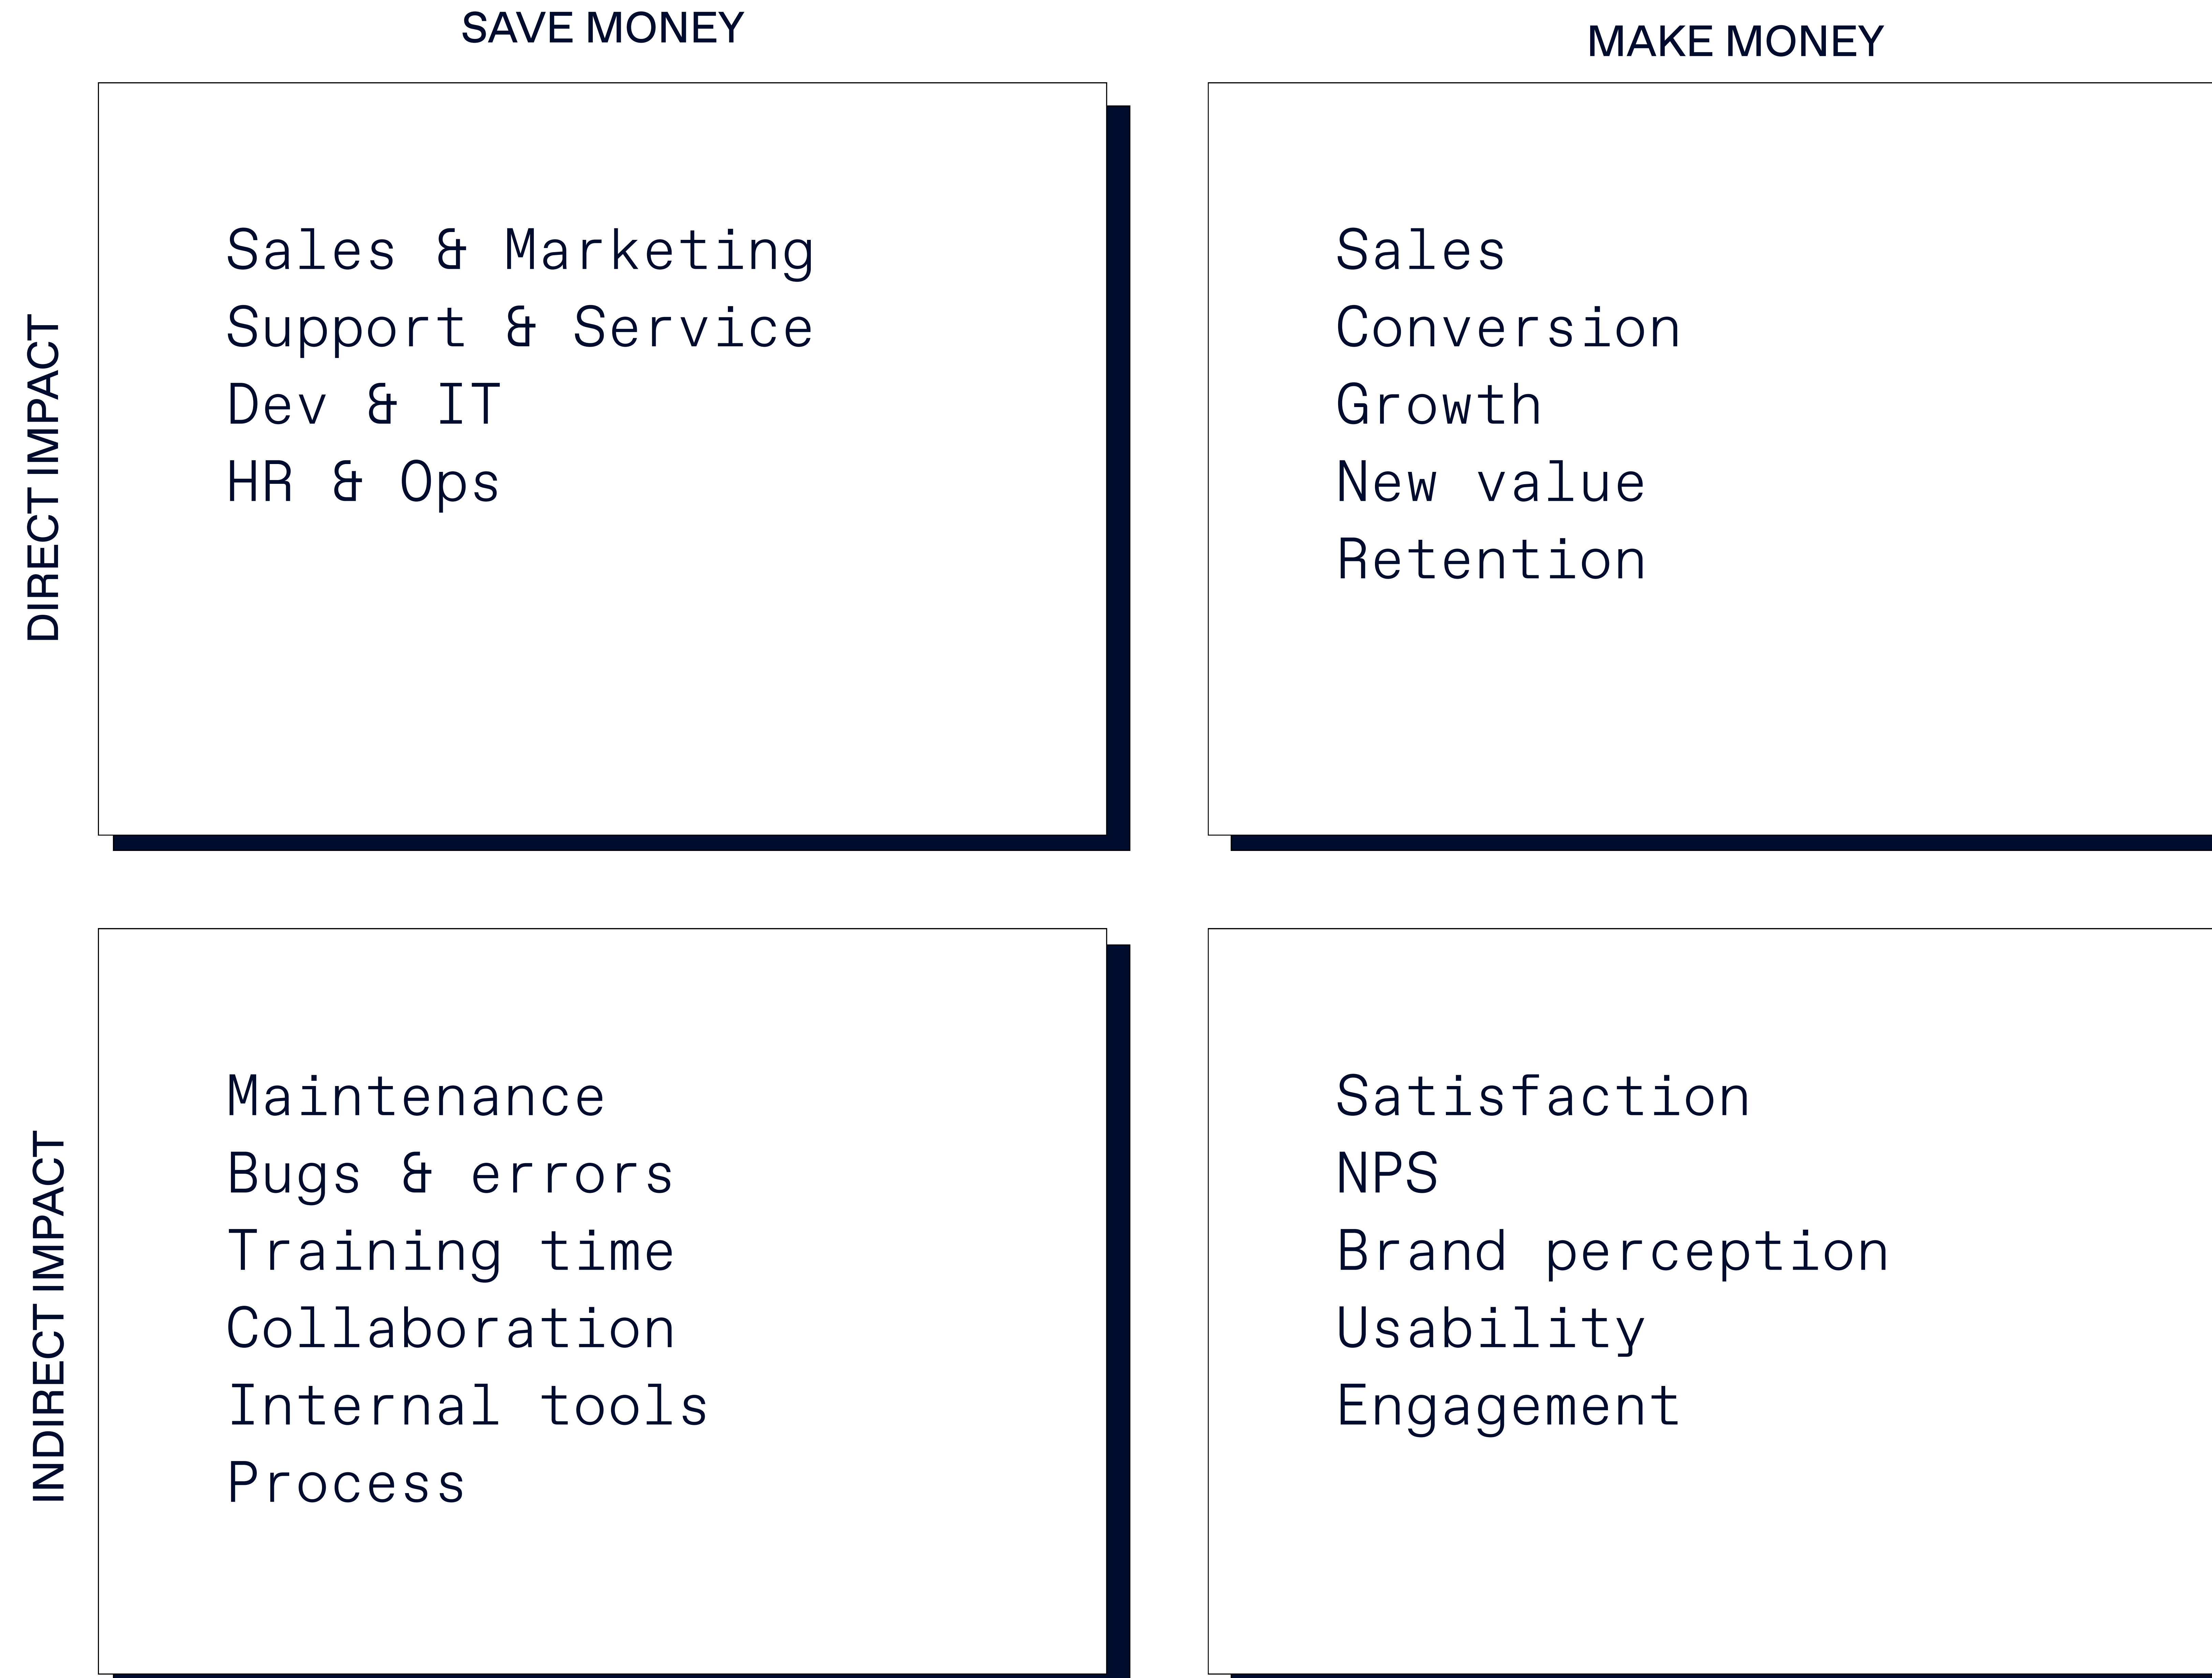 SAVE MONEY
MAKE MONEY
DIRECT IMPACT
Sales & Marketing
Support & Service
Dev & IT
HR & Ops
Sales
Conversion
Growth
New value
Retention
INDIRECT IMPACT
Maintenance
Bugs & errors
Training time
Collaboration
Internal tools
Process
Satisfaction
NPS
Brand perception
Usability
Engagement